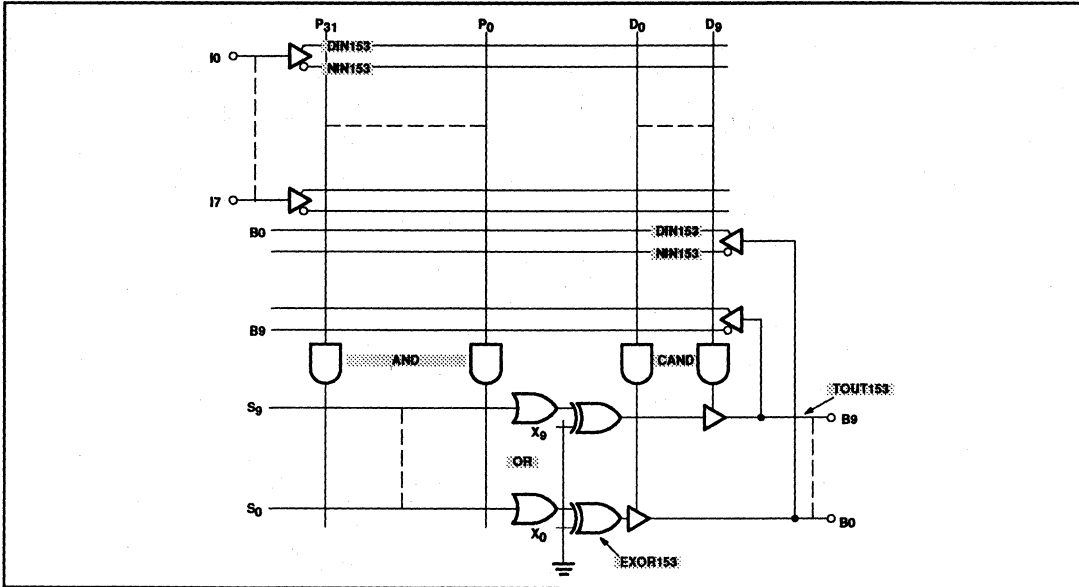 P31 P0 D0 D9
I0 DIN153
NIN153
I7
B0 DIN153
NIN153
B9
AND CAND
TOUT153
S9 B9
X9
OR
S0 B0
X0
EXOR153